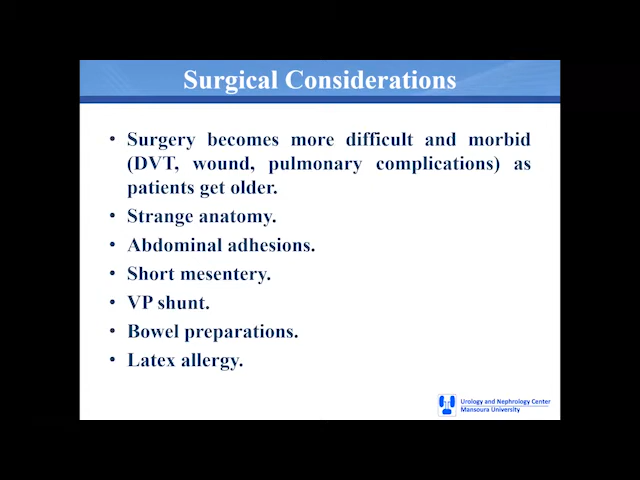 Surgical Considerations
• Surgery becomes more difficult and morbid
(DVT, wound, pulmonary complications) as
patients get older.
• Strange anatomy.
• Abdominal adhesions.
• Short mesentery.
• VP shunt.
• Bowel preparations.
• Latex allergy.
Urology and Nephrology Center
Mansoura University